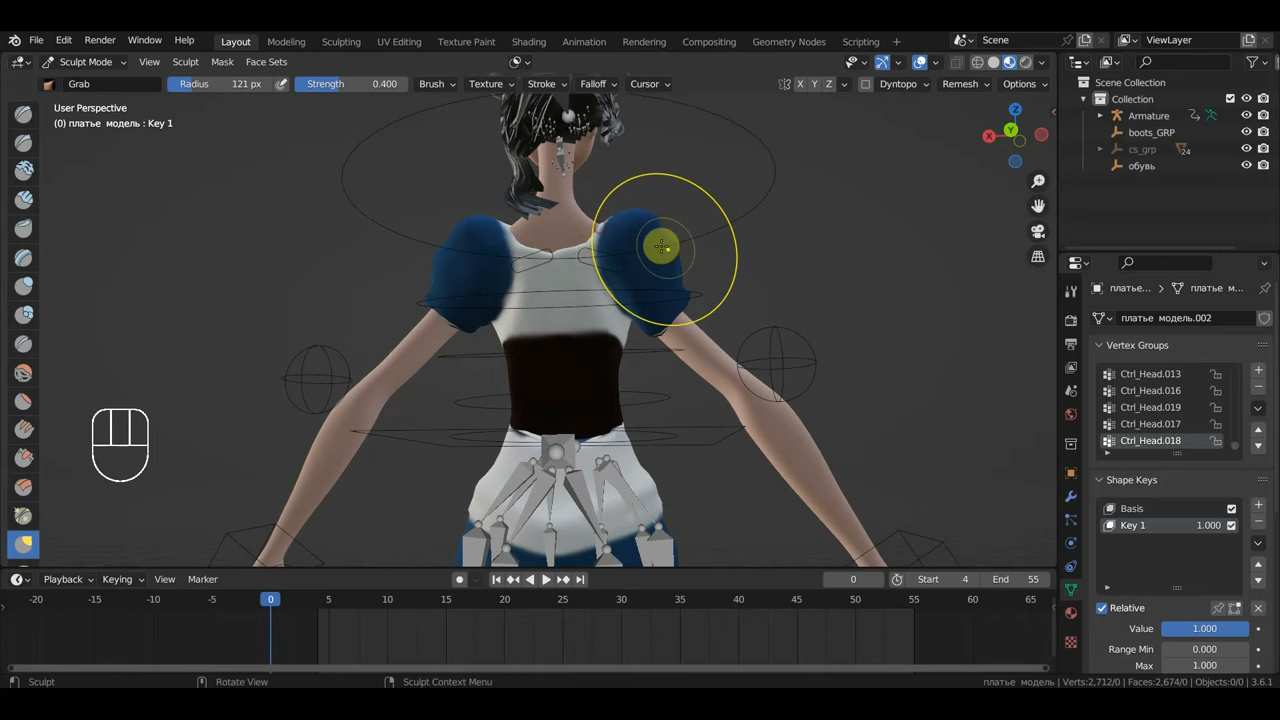 File Edit Render Window Help Layout Modeling Sculpting UV Editing Texture Paint Shading Animation Rendering Compositing Geometry Nodes Scripting + Scene ViewLayer
Sculpt Mode View Sculpt Mask Face Sets
Grab Radius 121 px Strength 0.400 Brush Texture Stroke Falloff Cursor X Y Z Dyntopo Remesh Options
User Perspective
(0) платье модель : Key 1
Z
Y
X
Scene Collection
Collection
Armature
boots_GRP
cs_grp 24
обувь
платье... платье м...
платье модель.002
Vertex Groups
Ctrl_Head.013
Ctrl_Head.016
Ctrl_Head.019
Ctrl_Head.017
Ctrl_Head.018
Shape Keys
Basis
Key 1 1.000
Relative
Value 1.000
Range Min 0.000
Max 1.000
Playback Keying View Marker 0 Start 4 End 55
-20 -15 -10 -5 0 5 10 15 20 25 30 35 40 45 50 55 60 65
Sculpt Rotate View Sculpt Context Menu платье модель Verts:2,712/0 | Faces:2,674/0 | Objects:0/0 | 3.6.1